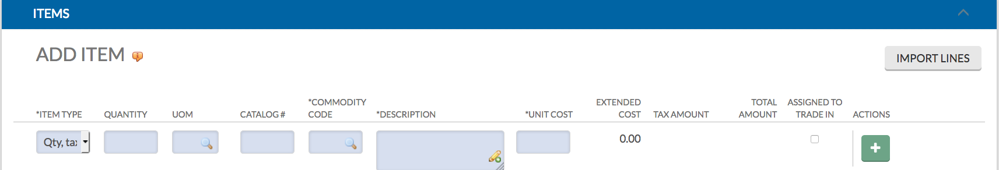 ITEMS
ADD ITEM
IMPORT LINES
*ITEM TYPE QUANTITY UOM CATALOG # *COMMODITY CODE *DESCRIPTION *UNIT COST EXTENDED COST TAX AMOUNT TOTAL AMOUNT ASSIGNED TO TRADE IN ACTIONS
Qty, tax 0.00